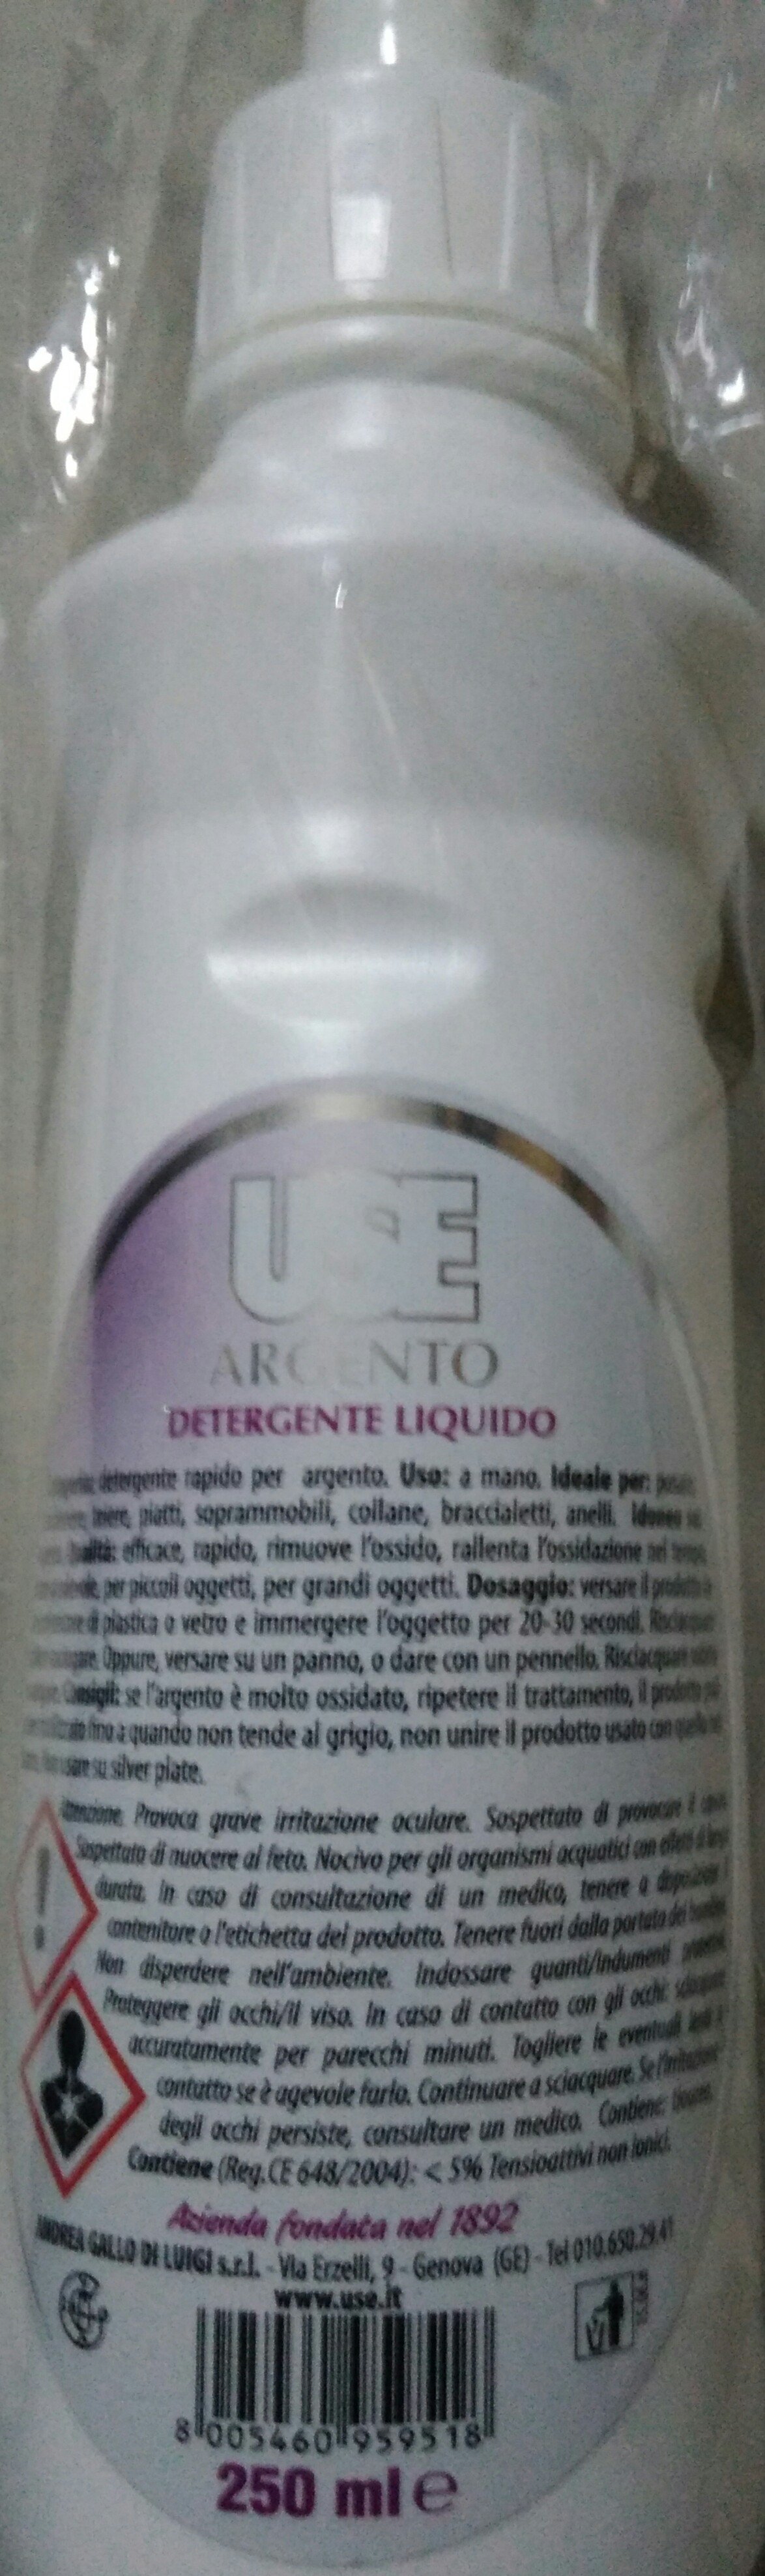 USE
ARGENTO
DETERGENTE LIQUIDO
detergente rapido per argento. Uso: a mano. Ideale per:
piatti, soprammobili, collane, braccialetti, anelli.
efficace, rapido, rimuove l'ossido, rallenta l'ossidazione nel tempo,
per piccoli oggetti, per grandi oggetti. Dosaggio: versare il prodotto
di plastica o vetro e immergere l'oggetto per 20-30 secondi.
Oppure, versare su un panno, o dare con un pennello. Risciacquare
Consigli: se l'argento è molto ossidato, ripetere il trattamento, il prodotto
fino a quando non tende al grigio, non unire il prodotto usato con quello
usare su silver plate.
Attenzione. Provoca grave irritazione oculare. Sospettato di provocare il
Sospettato di nuocere al feto. Nocivo per gli organismi acquatici con effetti di lunga
durata. In caso di consultazione di un medico, tenere a disposizione il
contenitore o l'etichetta del prodotto. Tenere fuori dalla portata dei bambini.
Non disperdere nell'ambiente. Indossare guanti/indumenti
Proteggere gli occhi/il viso. In caso di contatto con gli occhi: sciacquare
accuratamente per parecchi minuti. Togliere le eventuali lenti a
contatto se è agevole farlo. Continuare a sciacquare. Se l'irritazione
degli occhi persiste, consultare un medico. Contiene:
Contiene (Reg.CE 648/2004): < 5% Tensioattivi non ionici.
Azienda fondata nel 1892
ANDREA GALLO DI LUIGI s.r.l. - Via Erzelli, 9 - Genova (GE) - Tel 010.650.29.41
www.use.it
8 005460 959518
250 ml e